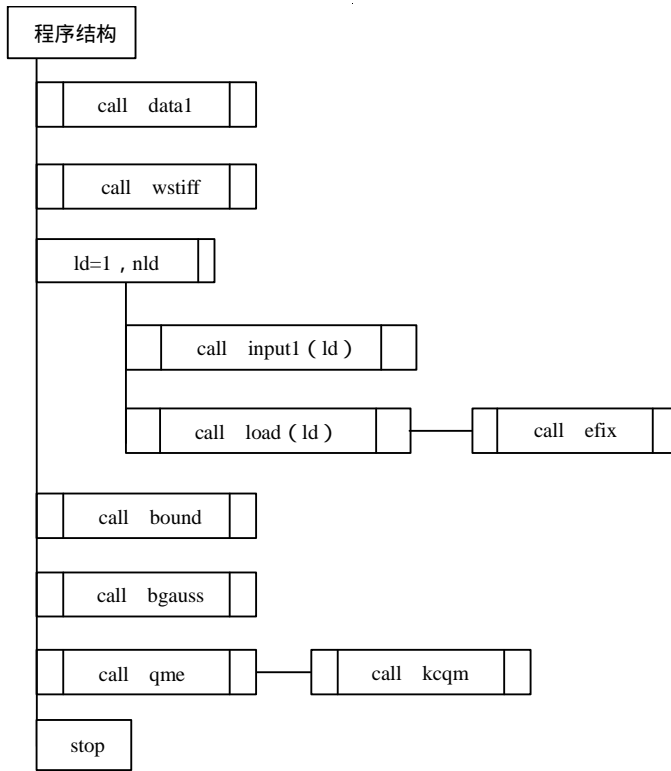 程序结构
call data1
call wstiff
ld=1，nld
call input1（ld）
call load（ld）
call efix
call bound
call bgauss
call qme
call kcqm
stop